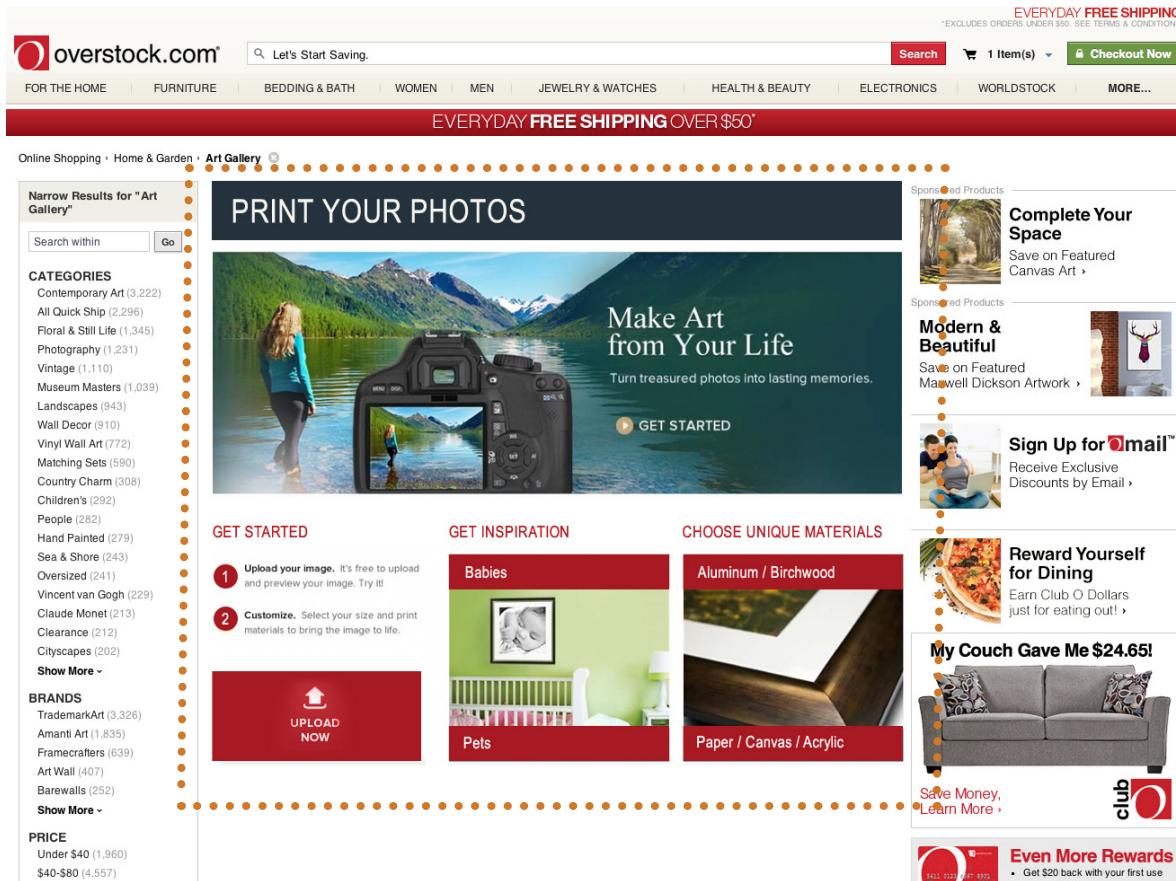 EVERYDAY FREE SHIPPING
*EXCLUDES ORDERS UNDER $50. SEE TERMS & CONDITION
overstock.com
Let's Start Saving.
Search
1 Item(s)
Checkout Now
FOR THE HOME
FURNITURE
BEDDING & BATH
WOMEN
MEN
JEWELRY & WATCHES
HEALTH & BEAUTY
ELECTRONICS
WORLDSTOCK
MORE...
EVERYDAY FREE SHIPPING OVER $50*
Online Shopping › Home & Garden › Art Gallery
Narrow Results for "Art
Gallery"
Search within
Go
CATEGORIES
Contemporary Art (3,222)
All Quick Ship (2,296)
Floral & Still Life (1,345)
Photography (1,231)
Vintage (1,110)
Museum Masters (1,039)
Landscapes (943)
Wall Decor (910)
Vinyl Wall Art (772)
Matching Sets (590)
Country Charm (308)
Children's (292)
People (282)
Hand Painted (279)
Sea & Shore (243)
Oversized (241)
Vincent van Gogh (229)
Claude Monet (213)
Clearance (212)
Cityscapes (202)
Show More
BRANDS
TrademarkArt (3,326)
Amanti Art (1,835)
Framecrafters (639)
Art Wall (407)
Barewalls (252)
Show More
PRICE
Under $40 (1,960)
$40-$80 (4,557)
PRINT YOUR PHOTOS
Make Art
from Your Life
Turn treasured photos into lasting memories.
GET STARTED
MENU
DISP.
SET
GET STARTED
1
Upload your image. It's free to upload
and preview your image. Try it!
2
Customize. Select your size and print
materials to bring the image to life.
UPLOAD
NOW
GET INSPIRATION
Babies
Pets
CHOOSE UNIQUE MATERIALS
Aluminum / Birchwood
Paper / Canvas / Acrylic
Sponsored Products
Complete Your
Space
Save on Featured
Canvas Art ›
Sponsored Products
Modern &
Beautiful
Save on Featured
Maxwell Dickson Artwork ›
Sign Up for Omail™
Receive Exclusive
Discounts by Email ›
Reward Yourself
for Dining
Earn Club O Dollars
just for eating out! ›
My Couch Gave Me $24.65!
Save Money,
Learn More ›
club O
Even More Rewards
▪ Get $20 back with your first use